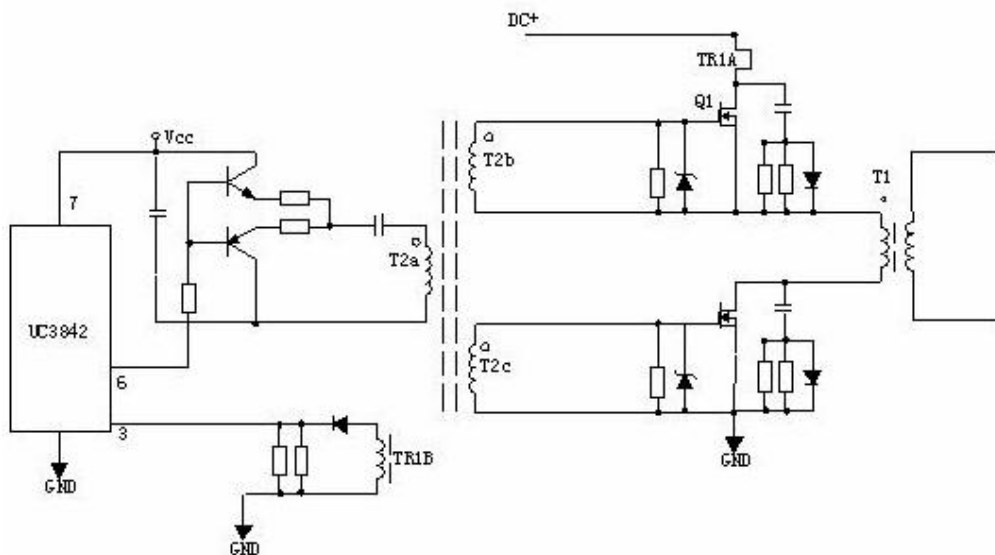 DC+
TR1A
Q1
Vcc
T2b
T1
7
T2a
UC3842
T2c
6
3
TR1B
GND
GND
GND